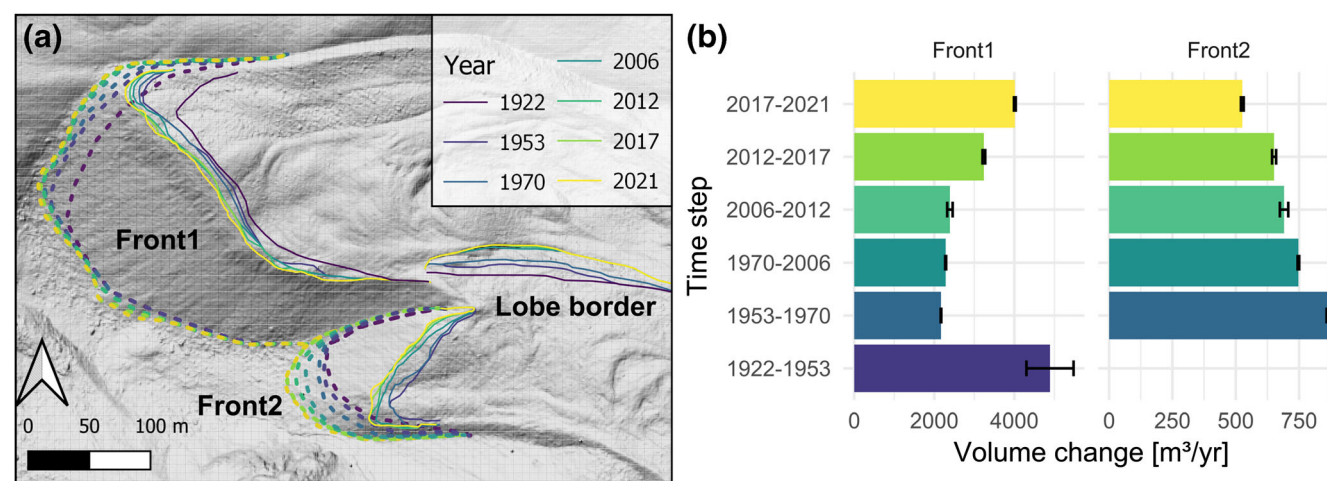 (a)
Year
1922
1953
1970
2006
2012
2017
2021
Front1
Lobe border
Front2
0 50 100 m
(b)
Front1 Front2
Time step
2017-2021
2012-2017
2006-2012
1970-2006
1953-1970
1922-1953
0 2000 4000 0 250 500 750
Volume change [m³/yr]